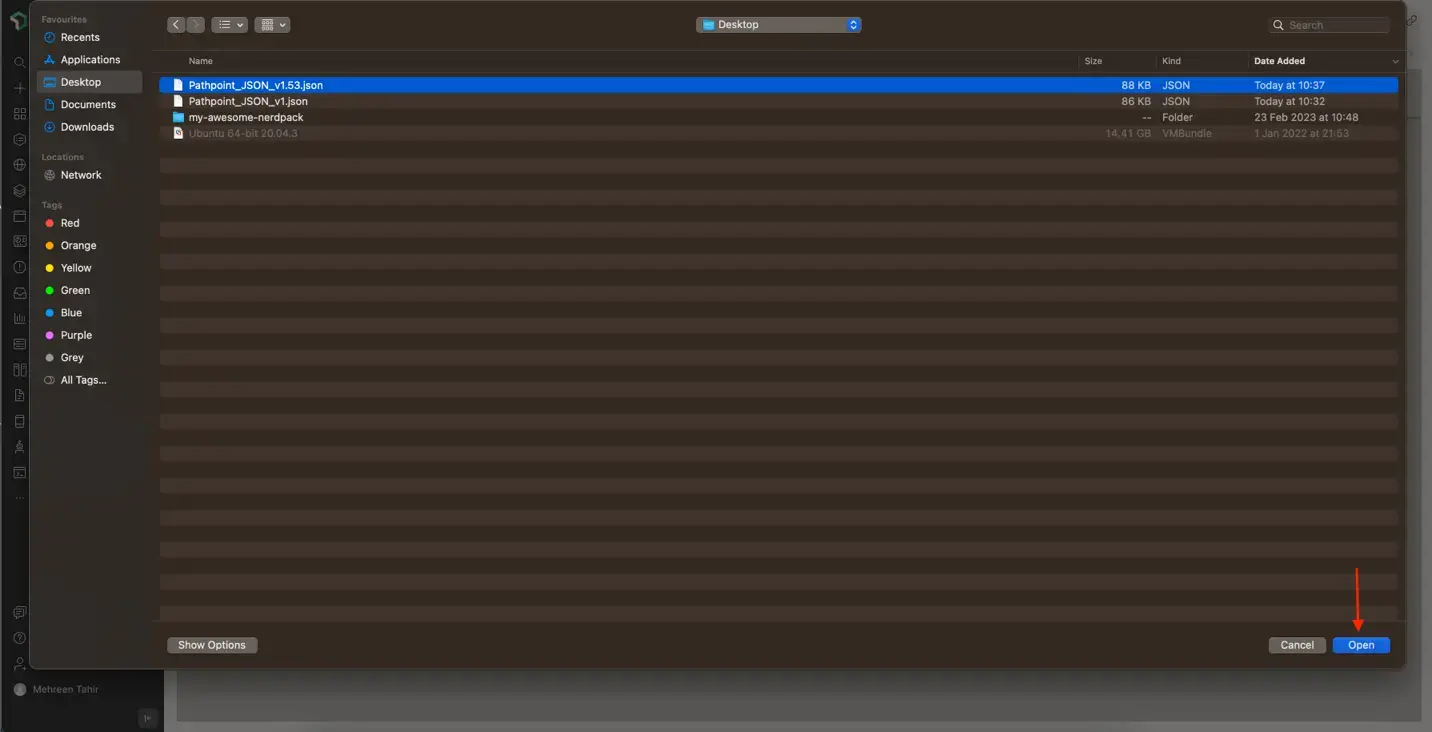 Favourites
Recents
Applications
Desktop
Documents
Downloads
Locations
Network
Tags
Red
Orange
Yellow
Green
Blue
Purple
Grey
All Tags...
Desktop
Search
Name Size Kind Date Added
Pathpoint_JSON_v1.53.json 88 KB JSON Today at 10:37
Pathpoint_JSON_v1.json 86 KB JSON Today at 10:32
my-awesome-nerdpack -- Folder 23 Feb 2023 at 10:48
Ubuntu 64-bit 20.04.3 14,41 GB VMBundle 1 Jan 2022 at 21:53
Show Options
Cancel
Open
Mehreen Tahir